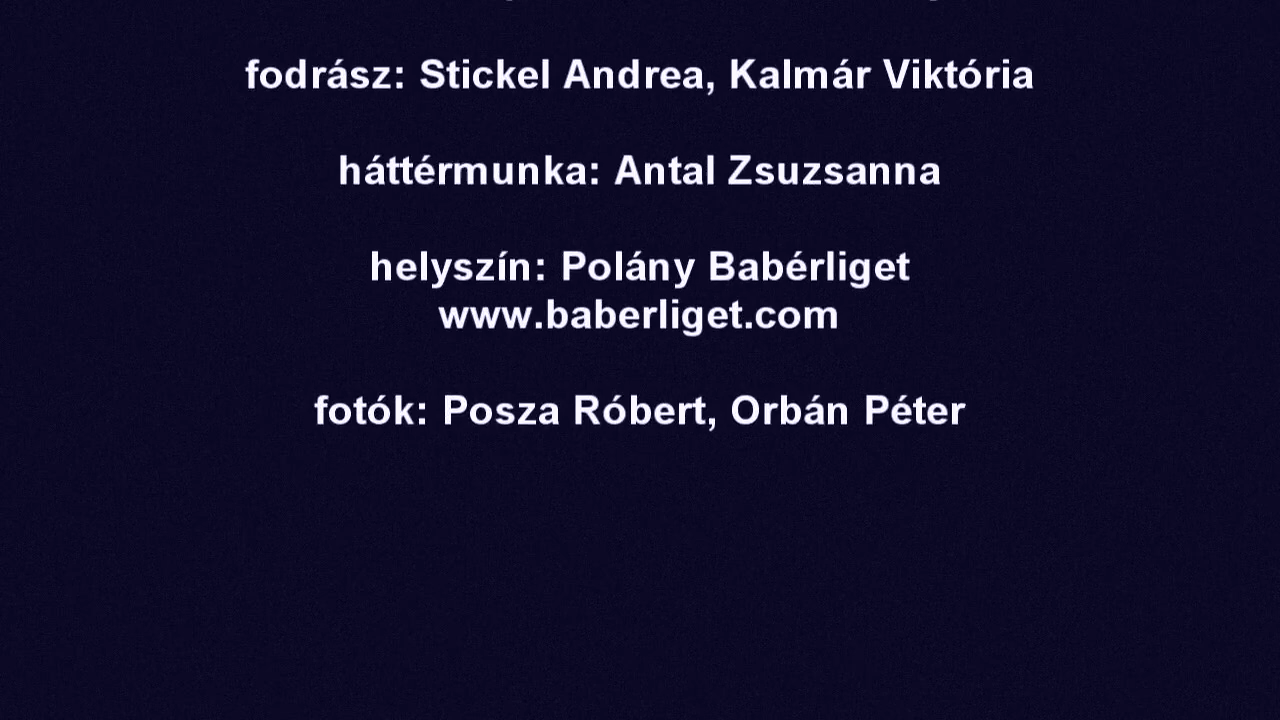 fodrász: Stickel Andrea, Kalmár Viktória
háttérmunka: Antal Zsuzsanna
helyszín: Polány Babérliget
www.baberliget.com
fotók: Posza Róbert, Orbán Péter